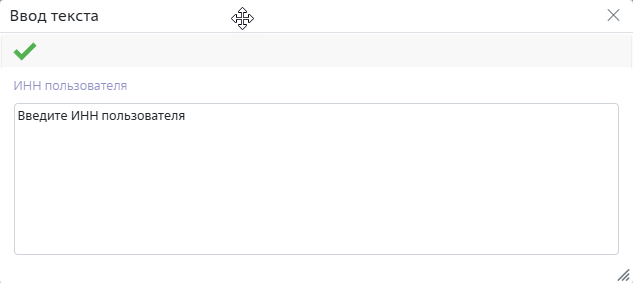 Ввод текста
ИНН пользователя
Введите ИНН пользователя